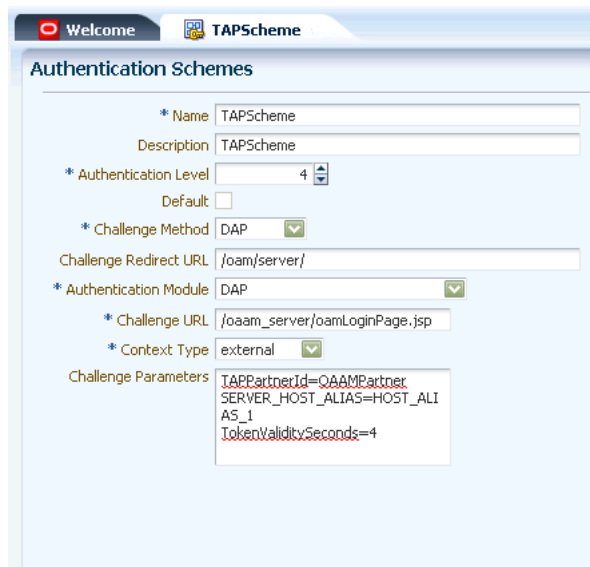 Welcome TAPScheme
Authentication Schemes
* Name TAPScheme
Description TAPScheme
* Authentication Level 4
Default
* Challenge Method DAP
Challenge Redirect URL /oam/server/
* Authentication Module DAP
* Challenge URL /oaam_server/oamLoginPage.jsp
* Context Type external
Challenge Parameters TAPPartnerId=OAAMPartner
SERVER_HOST_ALIAS=HOST_ALI
AS_1
TokenValiditySeconds=4